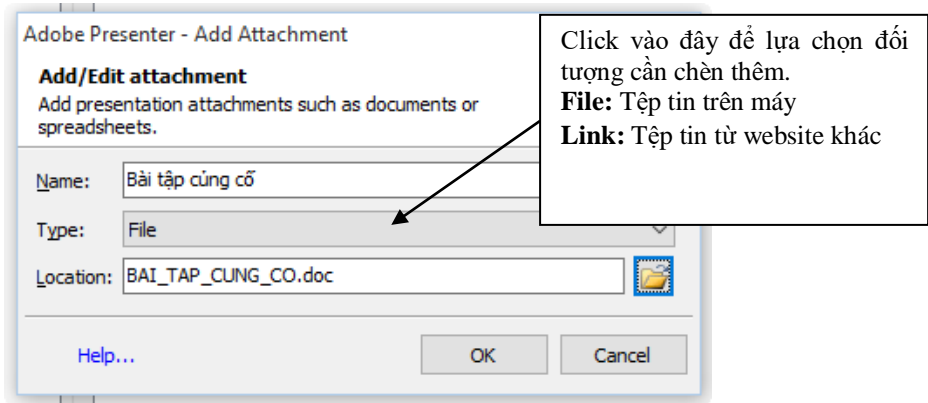 Adobe Presenter - Add Attachment
Add/Edit attachment
Add presentation attachments such as documents or
spreadsheets.
Click vào đây để lựa chọn đối
tượng cần chèn thêm.
File: Tệp tin trên máy
Link: Tệp tin từ website khác
Name: Bài tập củng cố
Type: File
Location: BAI_TAP_CUNG_CO.doc
Help... OK Cancel